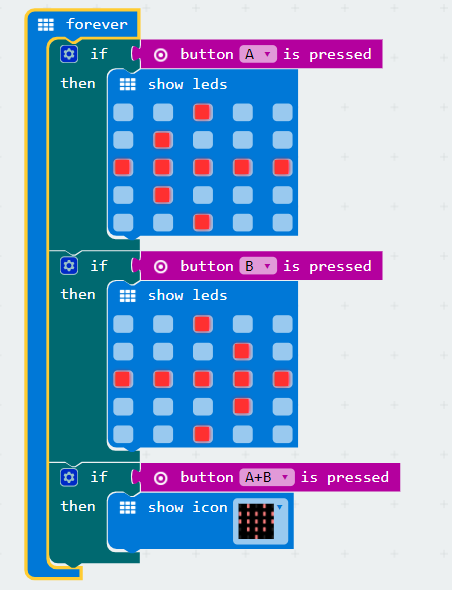 forever
if button A is pressed
then show leds
if button B is pressed
then show leds
if button A+B is pressed
then show icon